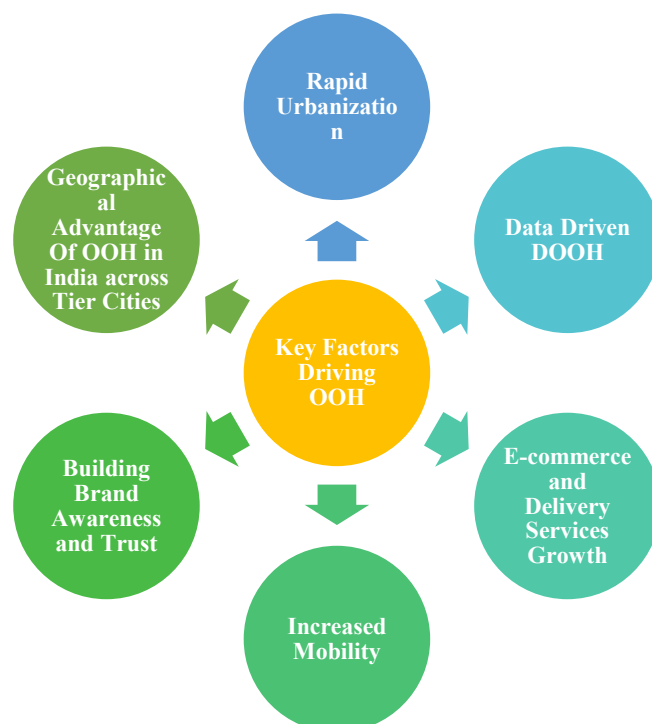 Rapid
Urbanizatio
n
Geographic
al
Advantage
Of OOH in
India across
Tier Cities
Data Driven
DOOH
Key Factors
Driving
OOH
Building
Brand
Awareness
and Trust
E-commerce
and
Delivery
Services
Growth
Increased
Mobility